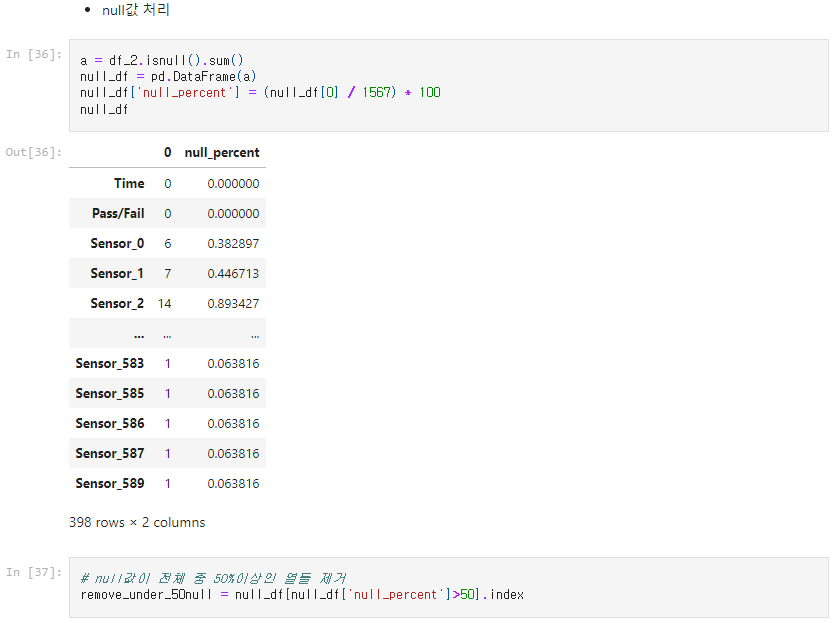 • null값 처리
In [36]:
a = df_2.isnull().sum()
null_df = pd.DataFrame(a)
null_df['null_percent'] = (null_df[0] / 1567) * 100
null_df
Out[36]:
0 null_percent
Time 0 0.000000
Pass/Fail 0 0.000000
Sensor_0 6 0.382897
Sensor_1 7 0.446713
Sensor_2 14 0.893427
... ... ...
Sensor_583 1 0.063816
Sensor_585 1 0.063816
Sensor_586 1 0.063816
Sensor_587 1 0.063816
Sensor_589 1 0.063816
398 rows × 2 columns
In [37]:
# null값이 전체 중 50%이상인 열들 제거
remove_under_50null = null_df[null_df['null_percent']>50].index